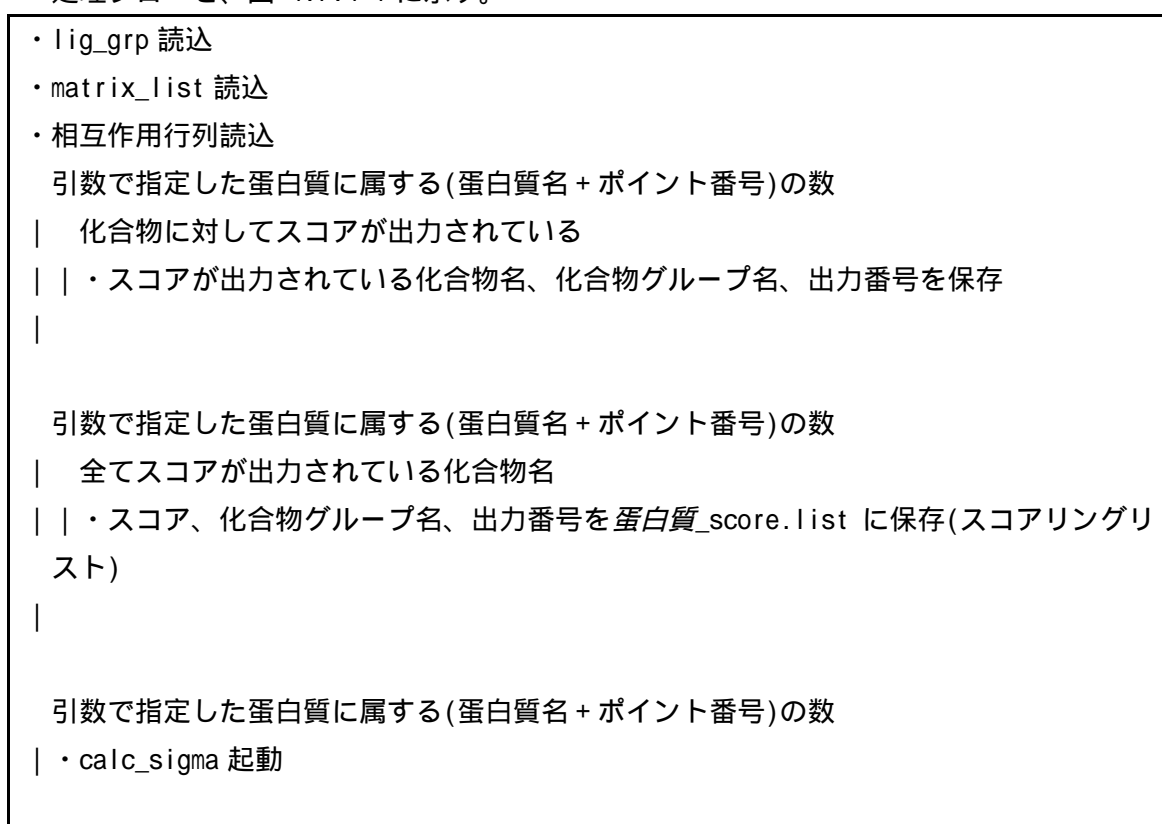 ・lig_grp 読込
・matrix_list 読込
・相互作用行列読込
引数で指定した蛋白質に属する(蛋白質名+ポイント番号)の数
| 化合物に対してスコアが出力されている
| |・スコアが出力されている化合物名、化合物グループ名、出力番号を保存
|
引数で指定した蛋白質に属する(蛋白質名+ポイント番号)の数
| 全てスコアが出力されている化合物名
| |・スコア、化合物グループ名、出力番号を蛋白質_score.list に保存(スコアリングリ
スト)
|
引数で指定した蛋白質に属する(蛋白質名+ポイント番号)の数
|・calc_sigma 起動